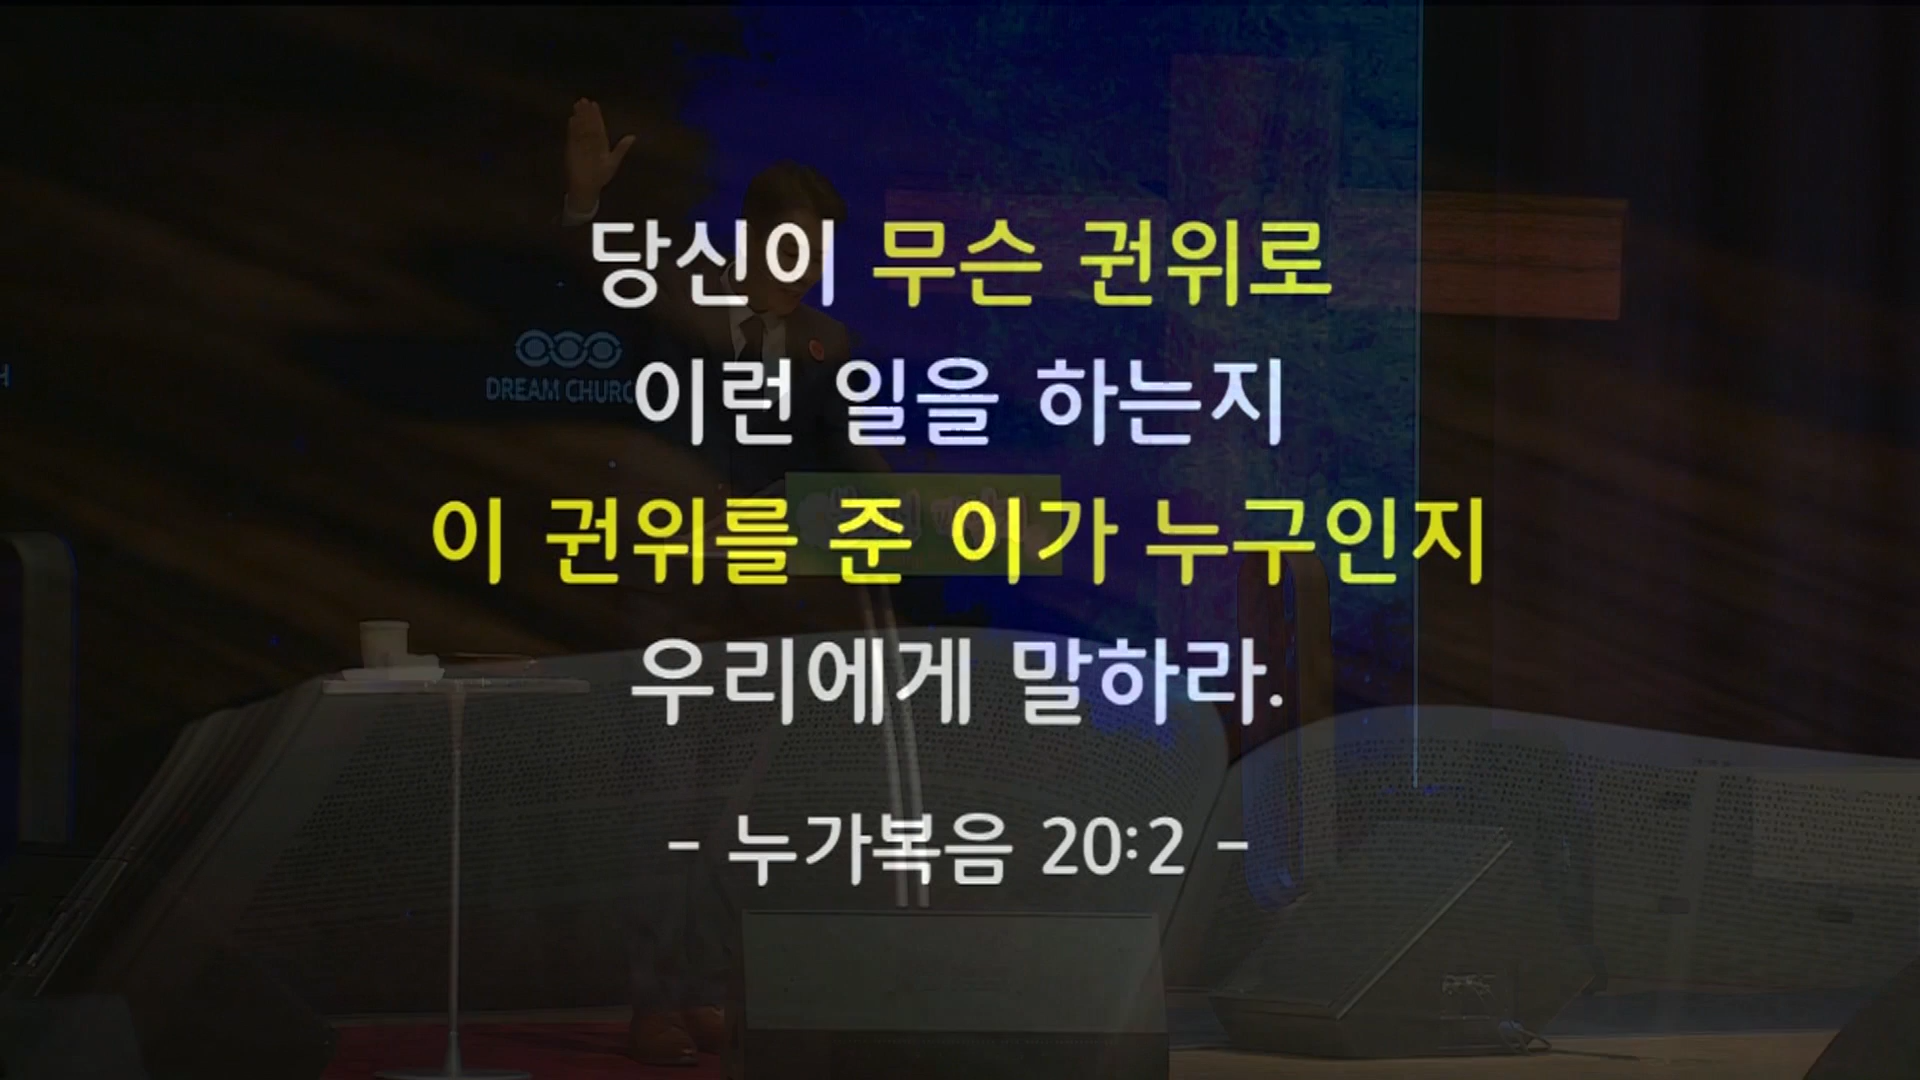 당신이 무슨 권위로
DREAM CHURC
이런 일을 하는지
이 권위를 준 이가 누구인지
우리에게 말하라.
- 누가복음 20:2 -